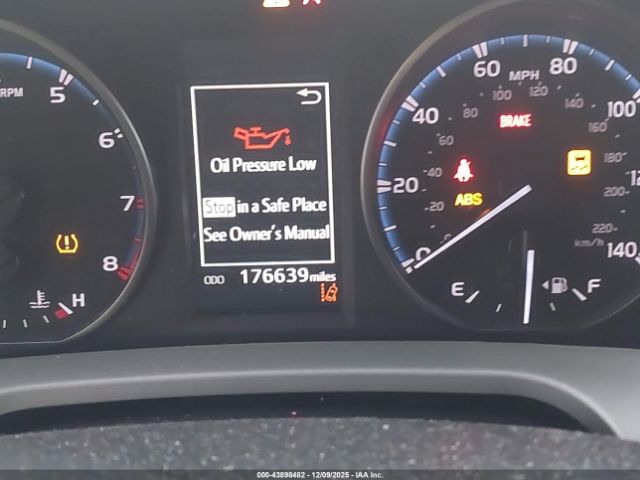 RPM
5
6
7
8
H
Oil Pressure Low
Stop in a Safe Place
See Owner's Manual
ODO 176639 miles
0
20
40
60
80
100
140
MPH
20
40
60
80
100
120
140
160
180
200
220
km/h
BRAKE
ABS
E
F
000-43898482 - 12/09/2025 - IAA Inc.